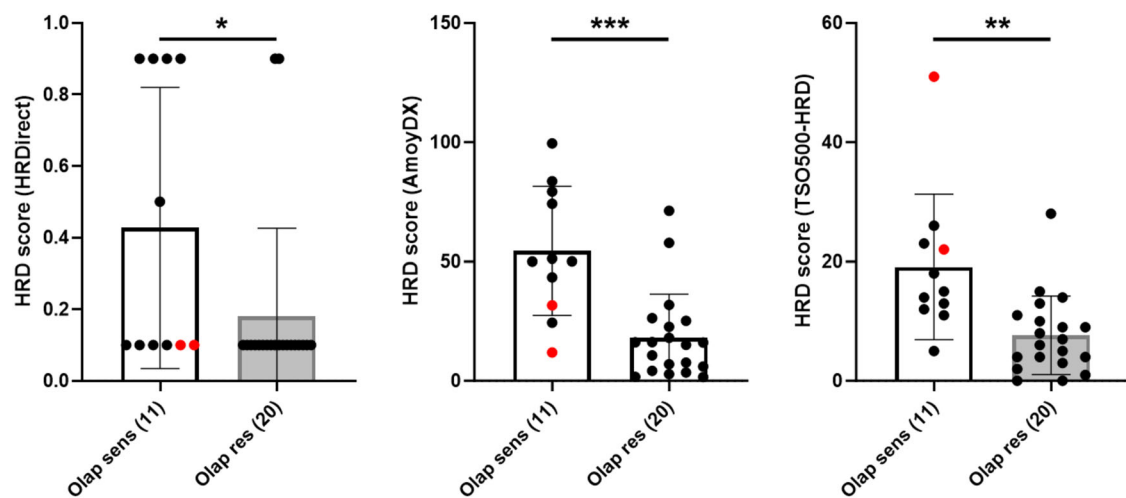 *
HRD score (HRDirect)
1.0
0.8
0.6
0.4
0.2
0.0
Olap sens (11)
Olap res (20)
***
HRD score (AmoyDX)
150
100
50
0
Olap sens (11)
Olap res (20)
**
HRD score (TSO500-HRD)
60
40
20
0
Olap sens (11)
Olap res (20)